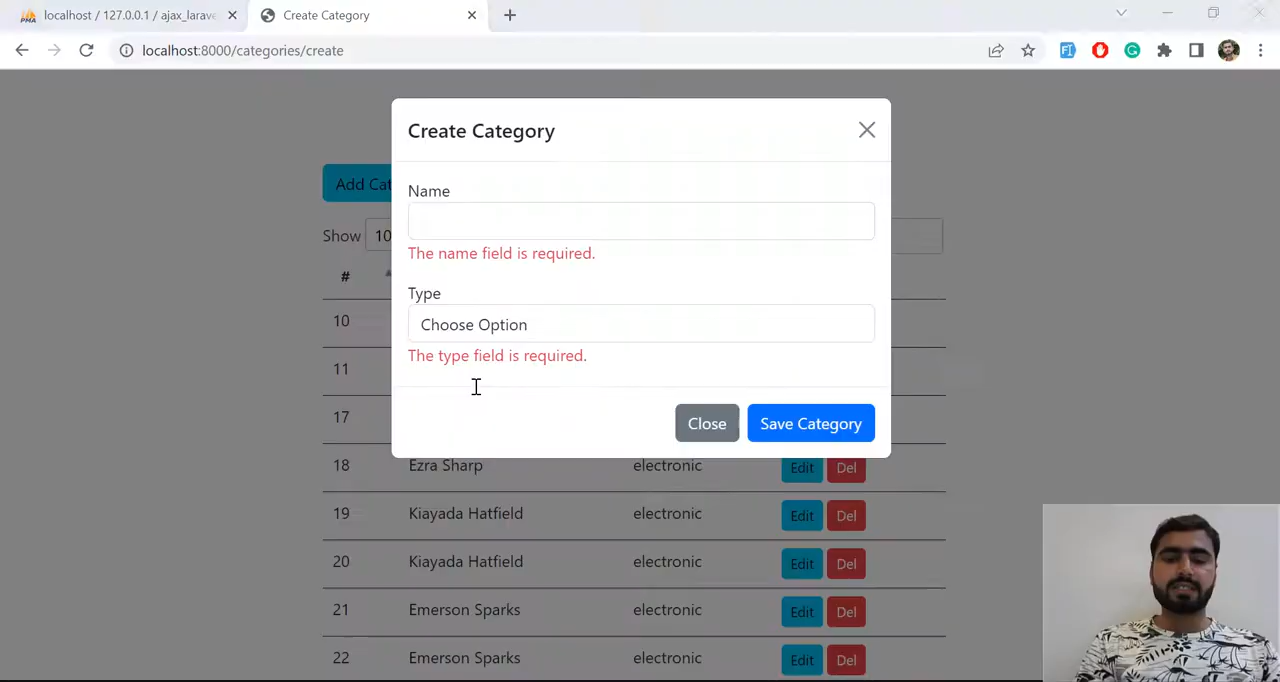 localhost / 127.0.0.1 / ajax_larave
Create Category
localhost:8000/categories/create
Create Category
Add Cat
Name
Show 10
The name field is required.
#
Type
10
Choose Option
The type field is required.
11
17
Close
Save Category
18 Ezra Sharp electronic Edit Del
19 Kiayada Hatfield electronic Edit Del
20 Kiayada Hatfield electronic Edit Del
21 Emerson Sparks electronic Edit Del
22 Emerson Sparks electronic Edit Del